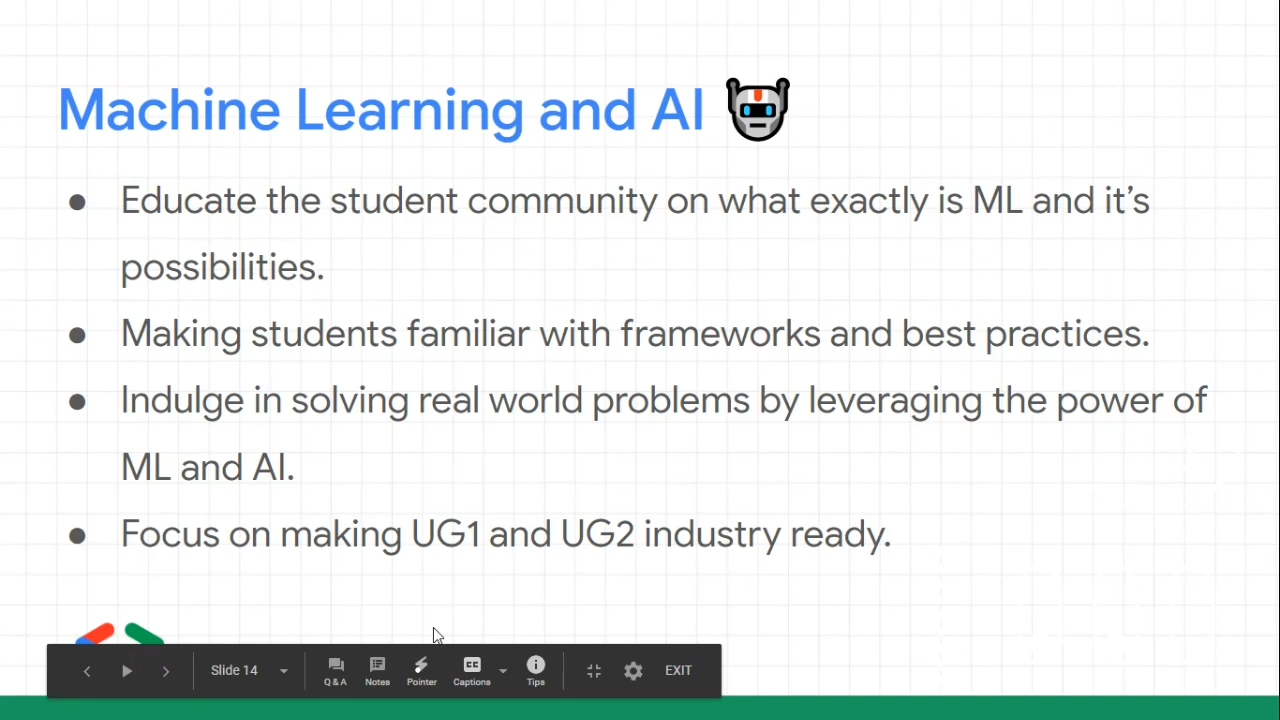 Machine Learning and AI
● Educate the student community on what exactly is ML and it’s
possibilities.
● Making students familiar with frameworks and best practices.
● Indulge in solving real world problems by leveraging the power of
ML and AI.
● Focus on making UG1 and UG2 industry ready.
Slide 14
Q & A
Notes
Pointer
CC
Captions
Tips
EXIT